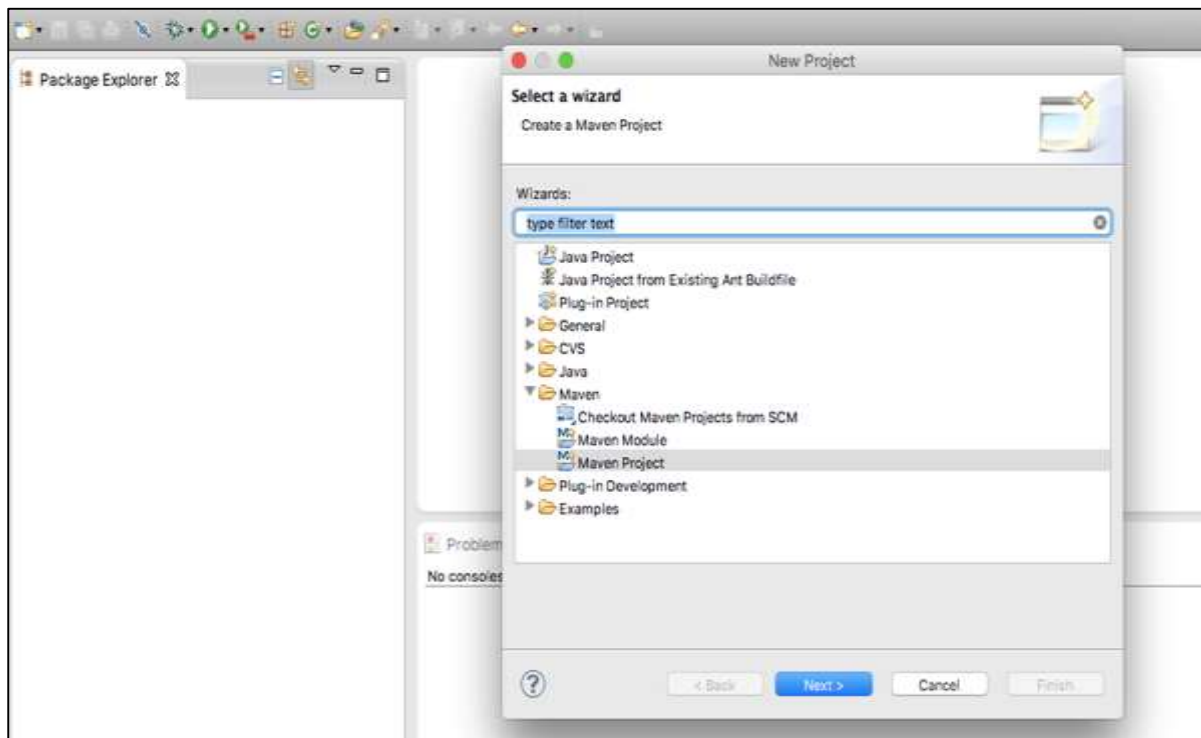 New Project
Package Explorer
Select a wizard
Create a Maven Project
Wizards:
type filter text
Java Project
Java Project from Existing Ant Buildfile
Plug-in Project
General
CVS
Java
Maven
Checkout Maven Projects from SCM
Maven Module
Maven Project
Plug-in Development
Examples
Problem
No consoles
?
< Back
Next >
Cancel
Finish